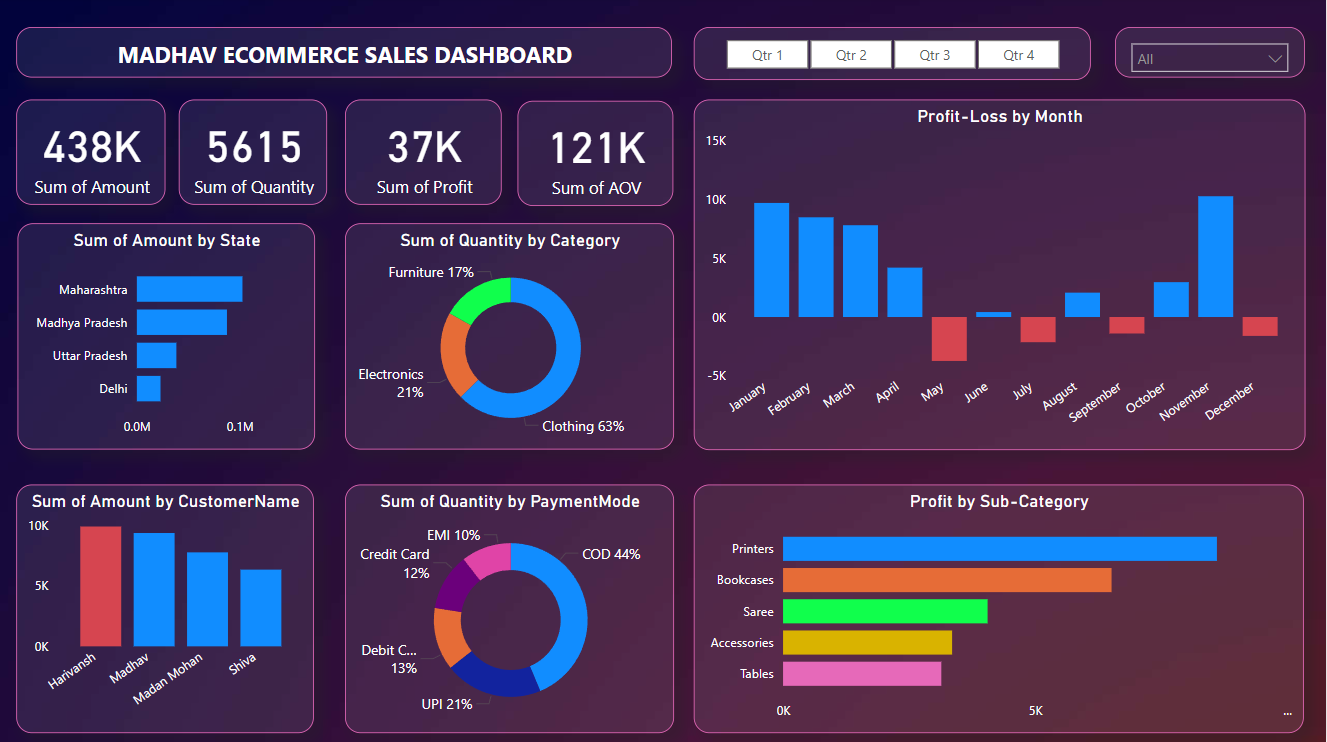 MADHAV ECOMMERCE SALES DASHBOARD
Qtr 1
Qtr 2
Qtr 3
Qtr 4
All
438K
Sum of Amount
5615
Sum of Quantity
37K
Sum of Profit
121K
Sum of AOV
Profit-Loss by Month
15K
10K
5K
0K
-5K
January
February
March
April
May
June
July
August
September
October
November
December
Sum of Amount by State
Maharashtra
Madhya Pradesh
Uttar Pradesh
Delhi
0.0M
0.1M
Sum of Quantity by Category
Furniture 17%
Electronics
21%
Clothing 63%
Sum of Amount by CustomerName
10K
5K
0K
Harivansh
Madhav
Madan Mohan
Shiva
Sum of Quantity by PaymentMode
EMI 10%
Credit Card
12%
COD 44%
Debit C...
13%
UPI 21%
Profit by Sub-Category
Printers
Bookcases
Saree
Accessories
Tables
0K
5K
...